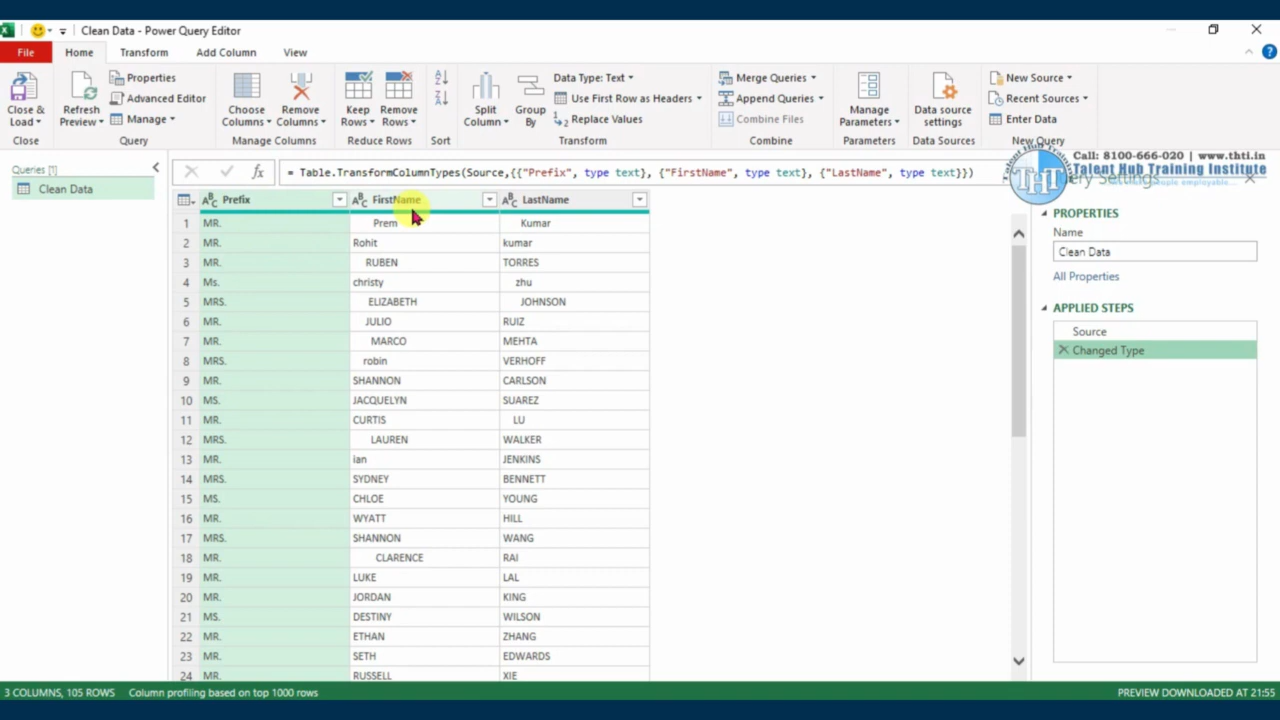 Clean Data - Power Query Editor
File Home Transform Add Column View
Close & Load
Refresh Preview
Properties
Advanced Editor
Manage
Choose Columns
Remove Columns
Keep Rows
Remove Rows
Split Column
Group By
Data Type: Text
Use First Row as Headers
Replace Values
Merge Queries
Append Queries
Combine Files
Manage Parameters
Data source settings
New Source
Recent Sources
Enter Data
Close Query Manage Columns Reduce Rows Sort Transform Combine Parameters Data Sources New Query
Call: 8100-666-020 | www.thti.in
Talent Hub Training Institute
THT
Queries [1]
Clean Data
fx = Table.TransformColumnTypes(Source,{{"Prefix", type text}, {"FirstName", type text}, {"LastName", type text}})
Prefix FirstName LastName
1 MR. Prem Kumar
2 MR. Rohit kumar
3 MR. RUBEN TORRES
4 Ms. christy zhu
5 MRS. ELIZABETH JOHNSON
6 MR. JULIO RUIZ
7 MR. MARCO MEHTA
8 MRS. robin VERHOFF
9 MR. SHANNON CARLSON
10 MS. JACQUELYN SUAREZ
11 MR. CURTIS LU
12 MRS. LAUREN WALKER
13 MR. ian JENKINS
14 MRS. SYDNEY BENNETT
15 MS. CHLOE YOUNG
16 MR. WYATT HILL
17 MRS. SHANNON WANG
18 MR. CLARENCE RAI
19 MR. LUKE LAL
20 MR. JORDAN KING
21 MS. DESTINY WILSON
22 MR. ETHAN ZHANG
23 MR. SETH EDWARDS
24 MR. RUSSELL XIE
Settings
PROPERTIES
Name
Clean Data
All Properties
APPLIED STEPS
Source
Changed Type
3 COLUMNS, 105 ROWS Column profiling based on top 1000 rows PREVIEW DOWNLOADED AT 21:55